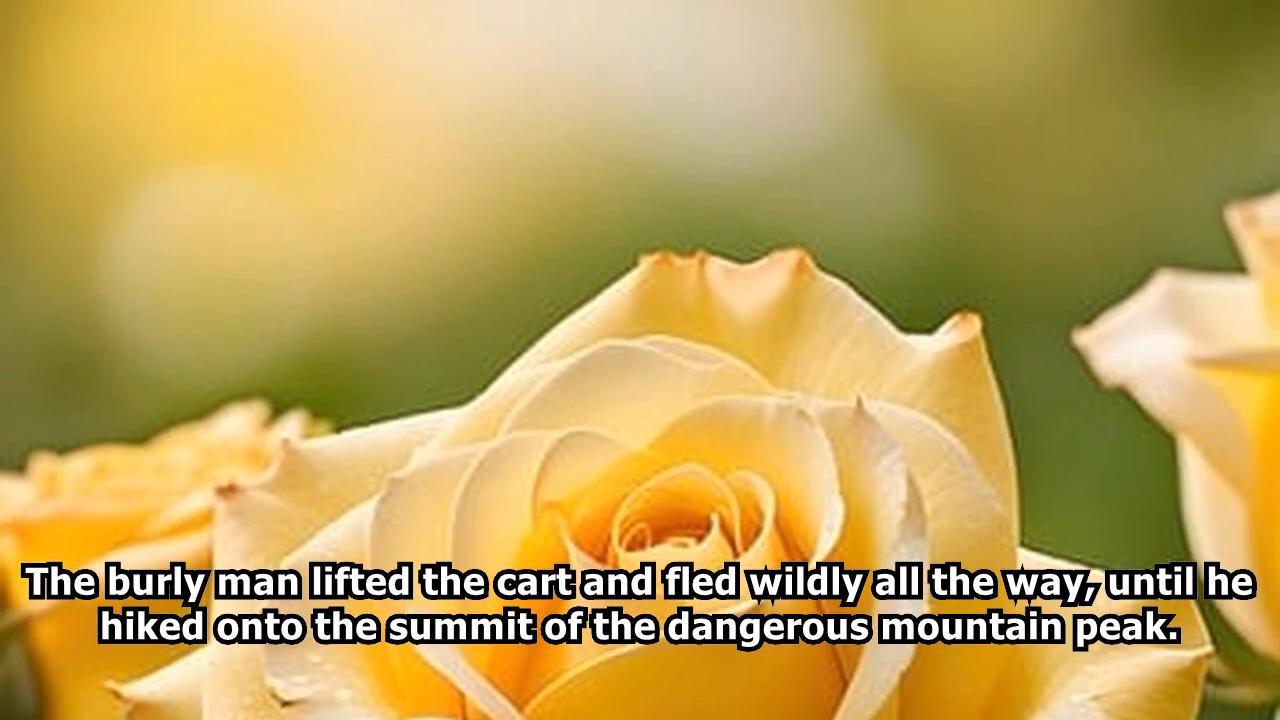 The burly man lifted the cart and fled wildly all the way, until he
hiked onto the summit of the dangerous mountain peak.